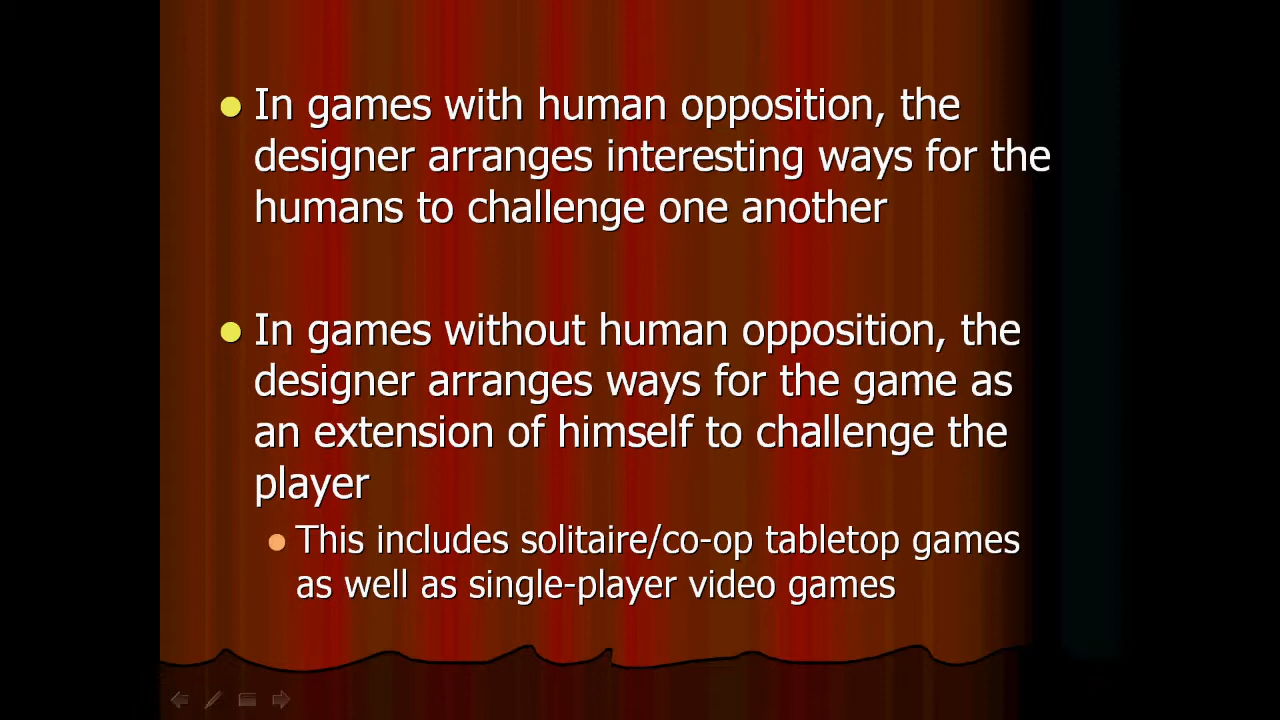 In games with human opposition, the
designer arranges interesting ways for the
humans to challenge one another
In games without human opposition, the
designer arranges ways for the game as
an extension of himself to challenge the
player
This includes solitaire/co-op tabletop games
as well as single-player video games